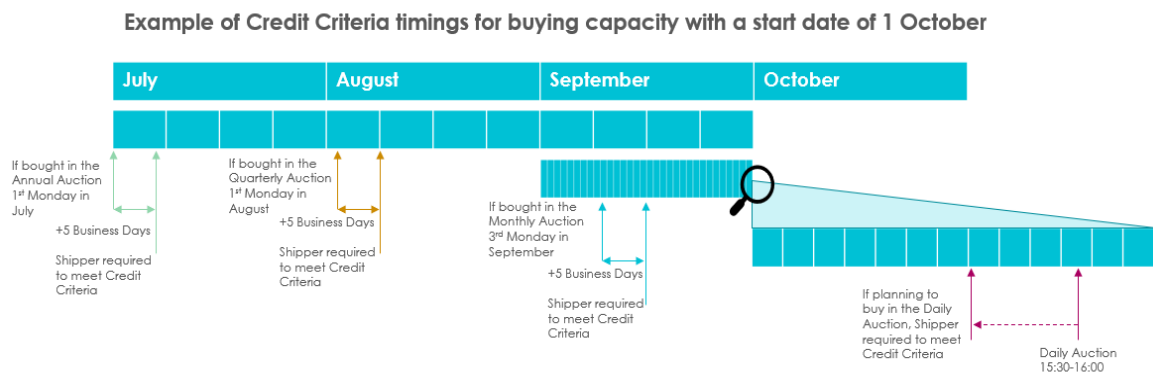 Example of Credit Criteria timings for buying capacity with a start date of 1 October
July
August
September
October
If bought in the
Annual Auction
1st Monday in
July
+5 Business Days
Shipper required
to meet Credit
Criteria
If bought in the
Quarterly Auction
1st Monday in
August
+5 Business Days
Shipper required
to meet Credit
Criteria
If bought in the
Monthly Auction
3rd Monday in
September
+5 Business Days
Shipper required
to meet Credit
Criteria
If planning to
buy in the Daily
Auction, Shipper
required to meet
Credit Criteria
Daily Auction
15:30-16:00